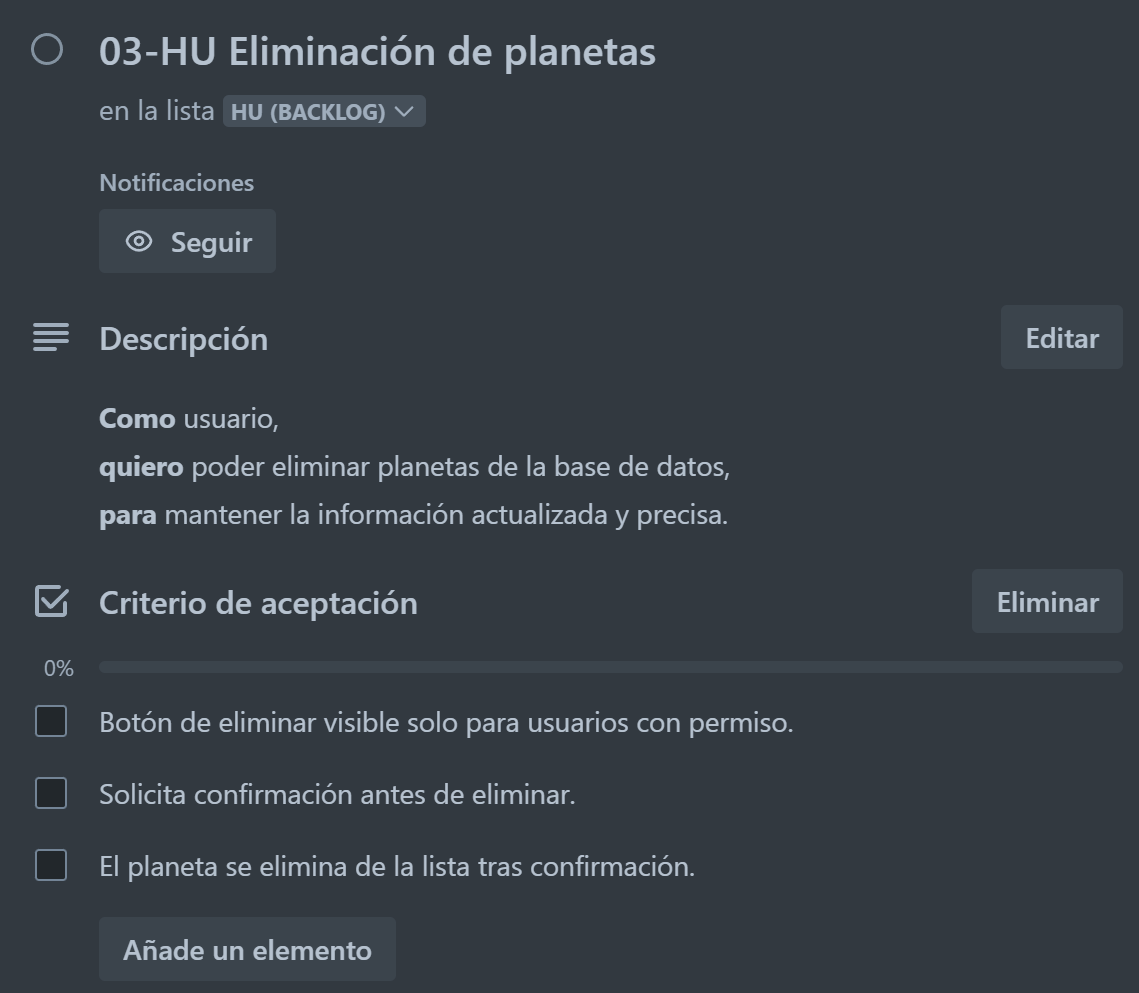 03-HU Eliminación de planetas
en la lista HU (BACKLOG)
Notificaciones
Seguir
Descripción
Editar
Como usuario,
quiero poder eliminar planetas de la base de datos,
para mantener la información actualizada y precisa.
Criterio de aceptación
Eliminar
0%
Botón de eliminar visible solo para usuarios con permiso.
Solicita confirmación antes de eliminar.
El planeta se elimina de la lista tras confirmación.
Añade un elemento